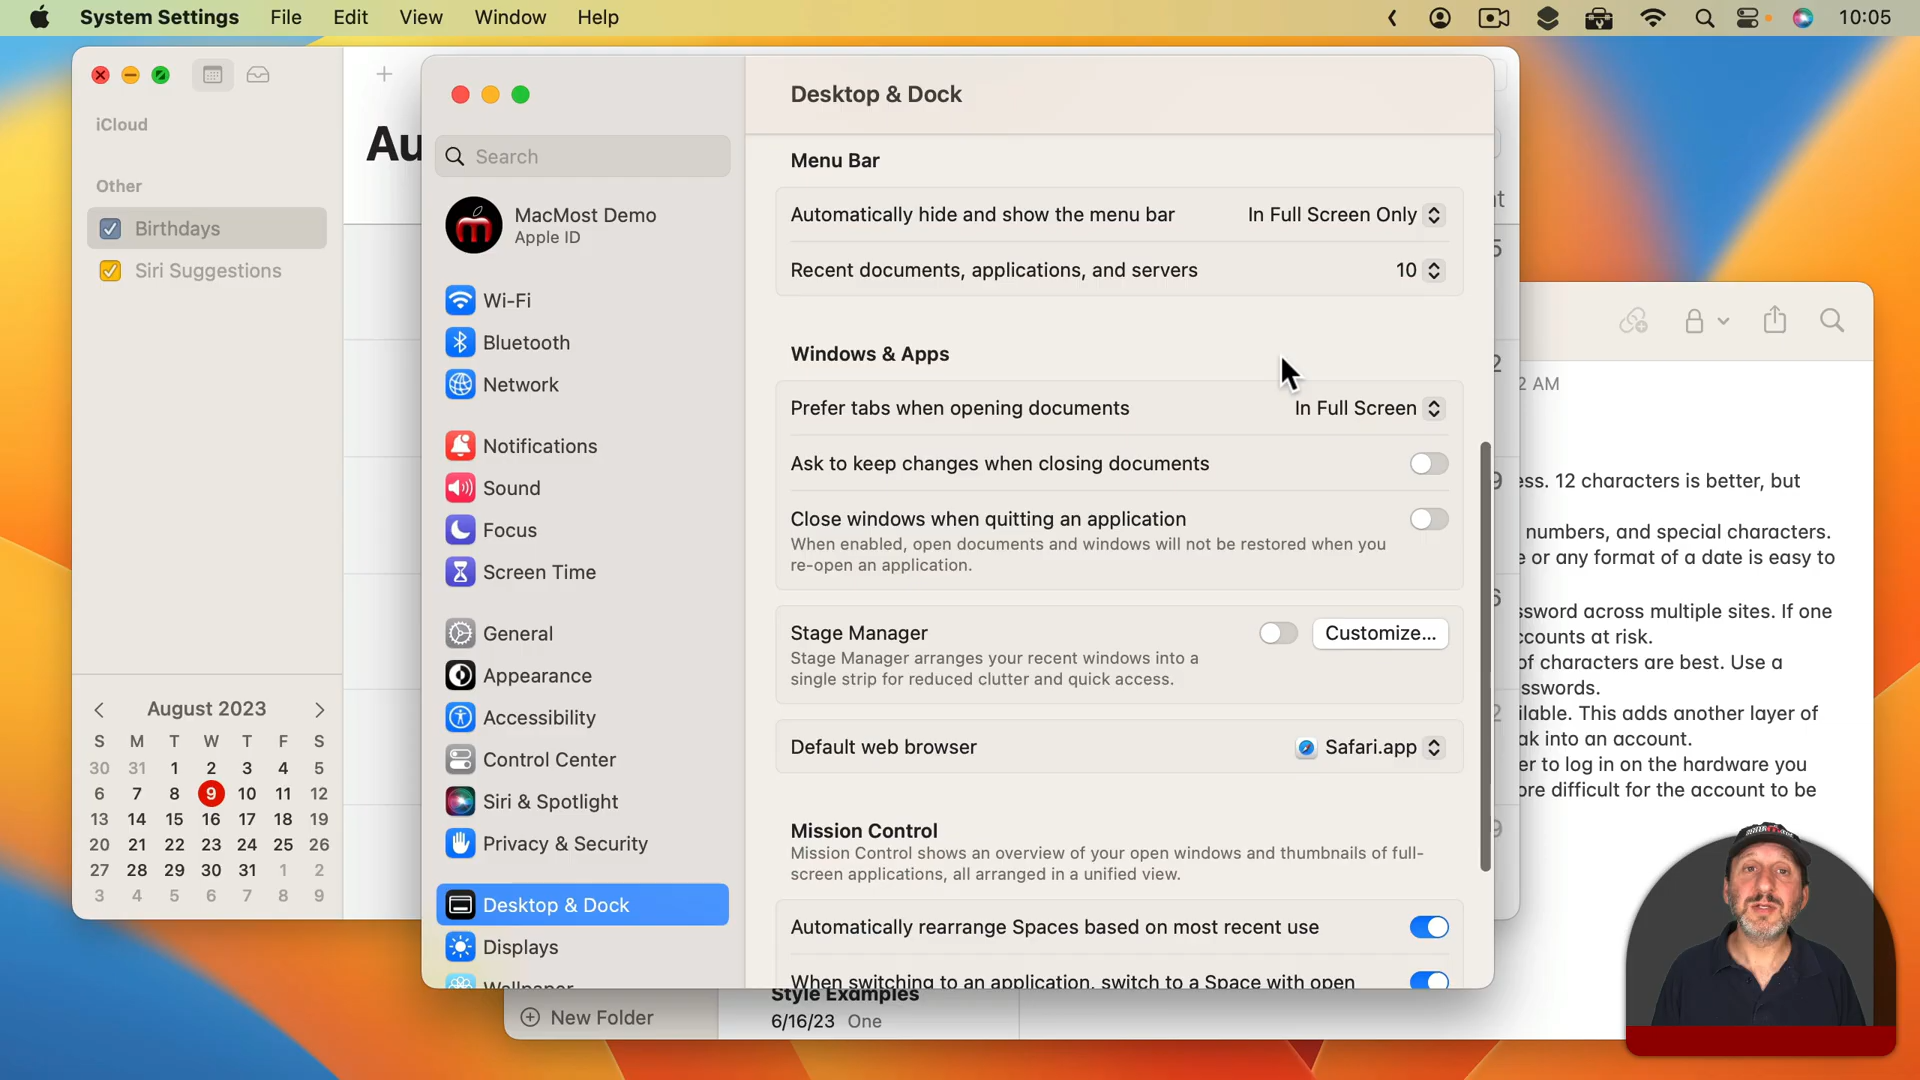 System Settings File Edit View Window Help 10:05
iCloud
Other
Birthdays
Siri Suggestions
Au
August 2023
S M T W T F S
30 31 1 2 3 4 5
6 7 8 9 10 11 12
13 14 15 16 17 18 19
20 21 22 23 24 25 26
27 28 29 30 31 1 2
3 4 5 6 7 8 9
Search
MacMost Demo
Apple ID
Wi-Fi
Bluetooth
Network
Notifications
Sound
Focus
Screen Time
General
Appearance
Accessibility
Control Center
Siri & Spotlight
Privacy & Security
Desktop & Dock
Displays
Wallpaper
Desktop & Dock
Menu Bar
Automatically hide and show the menu bar In Full Screen Only
Recent documents, applications, and servers 10
Windows & Apps
Prefer tabs when opening documents In Full Screen
Ask to keep changes when closing documents
Close windows when quitting an application
When enabled, open documents and windows will not be restored when you
re-open an application.
Stage Manager Customize...
Stage Manager arranges your recent windows into a
single strip for reduced clutter and quick access.
Default web browser Safari.app
Mission Control
Mission Control shows an overview of your open windows and thumbnails of full-
screen applications, all arranged in a unified view.
Automatically rearrange Spaces based on most recent use
When switching to an application, switch to a Space with open
2 AM
ess. 12 characters is better, but
numbers, and special characters.
e or any format of a date is easy to
ssword across multiple sites. If one
ccounts at risk.
of characters are best. Use a
sswords.
ilable. This adds another layer of
ak into an account.
er to log in on the hardware you
ore difficult for the account to be
New Folder
Style Examples
6/16/23 One